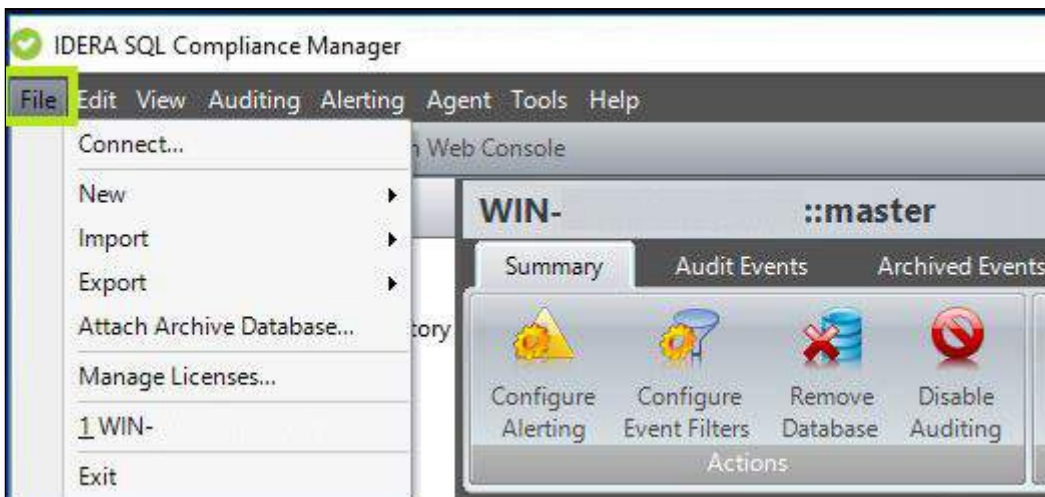 IDERA SQL Compliance Manager
File Edit View Auditing Alerting Agent Tools Help
Connect...
Web Console
New
WIN- ::master
Import
Summary Audit Events Archived Events
Export
Attach Archive Database...
Manage Licenses...
Configure Alerting
Configure Event Filters
Remove Database
Disable Auditing
1 WIN-
Actions
Exit